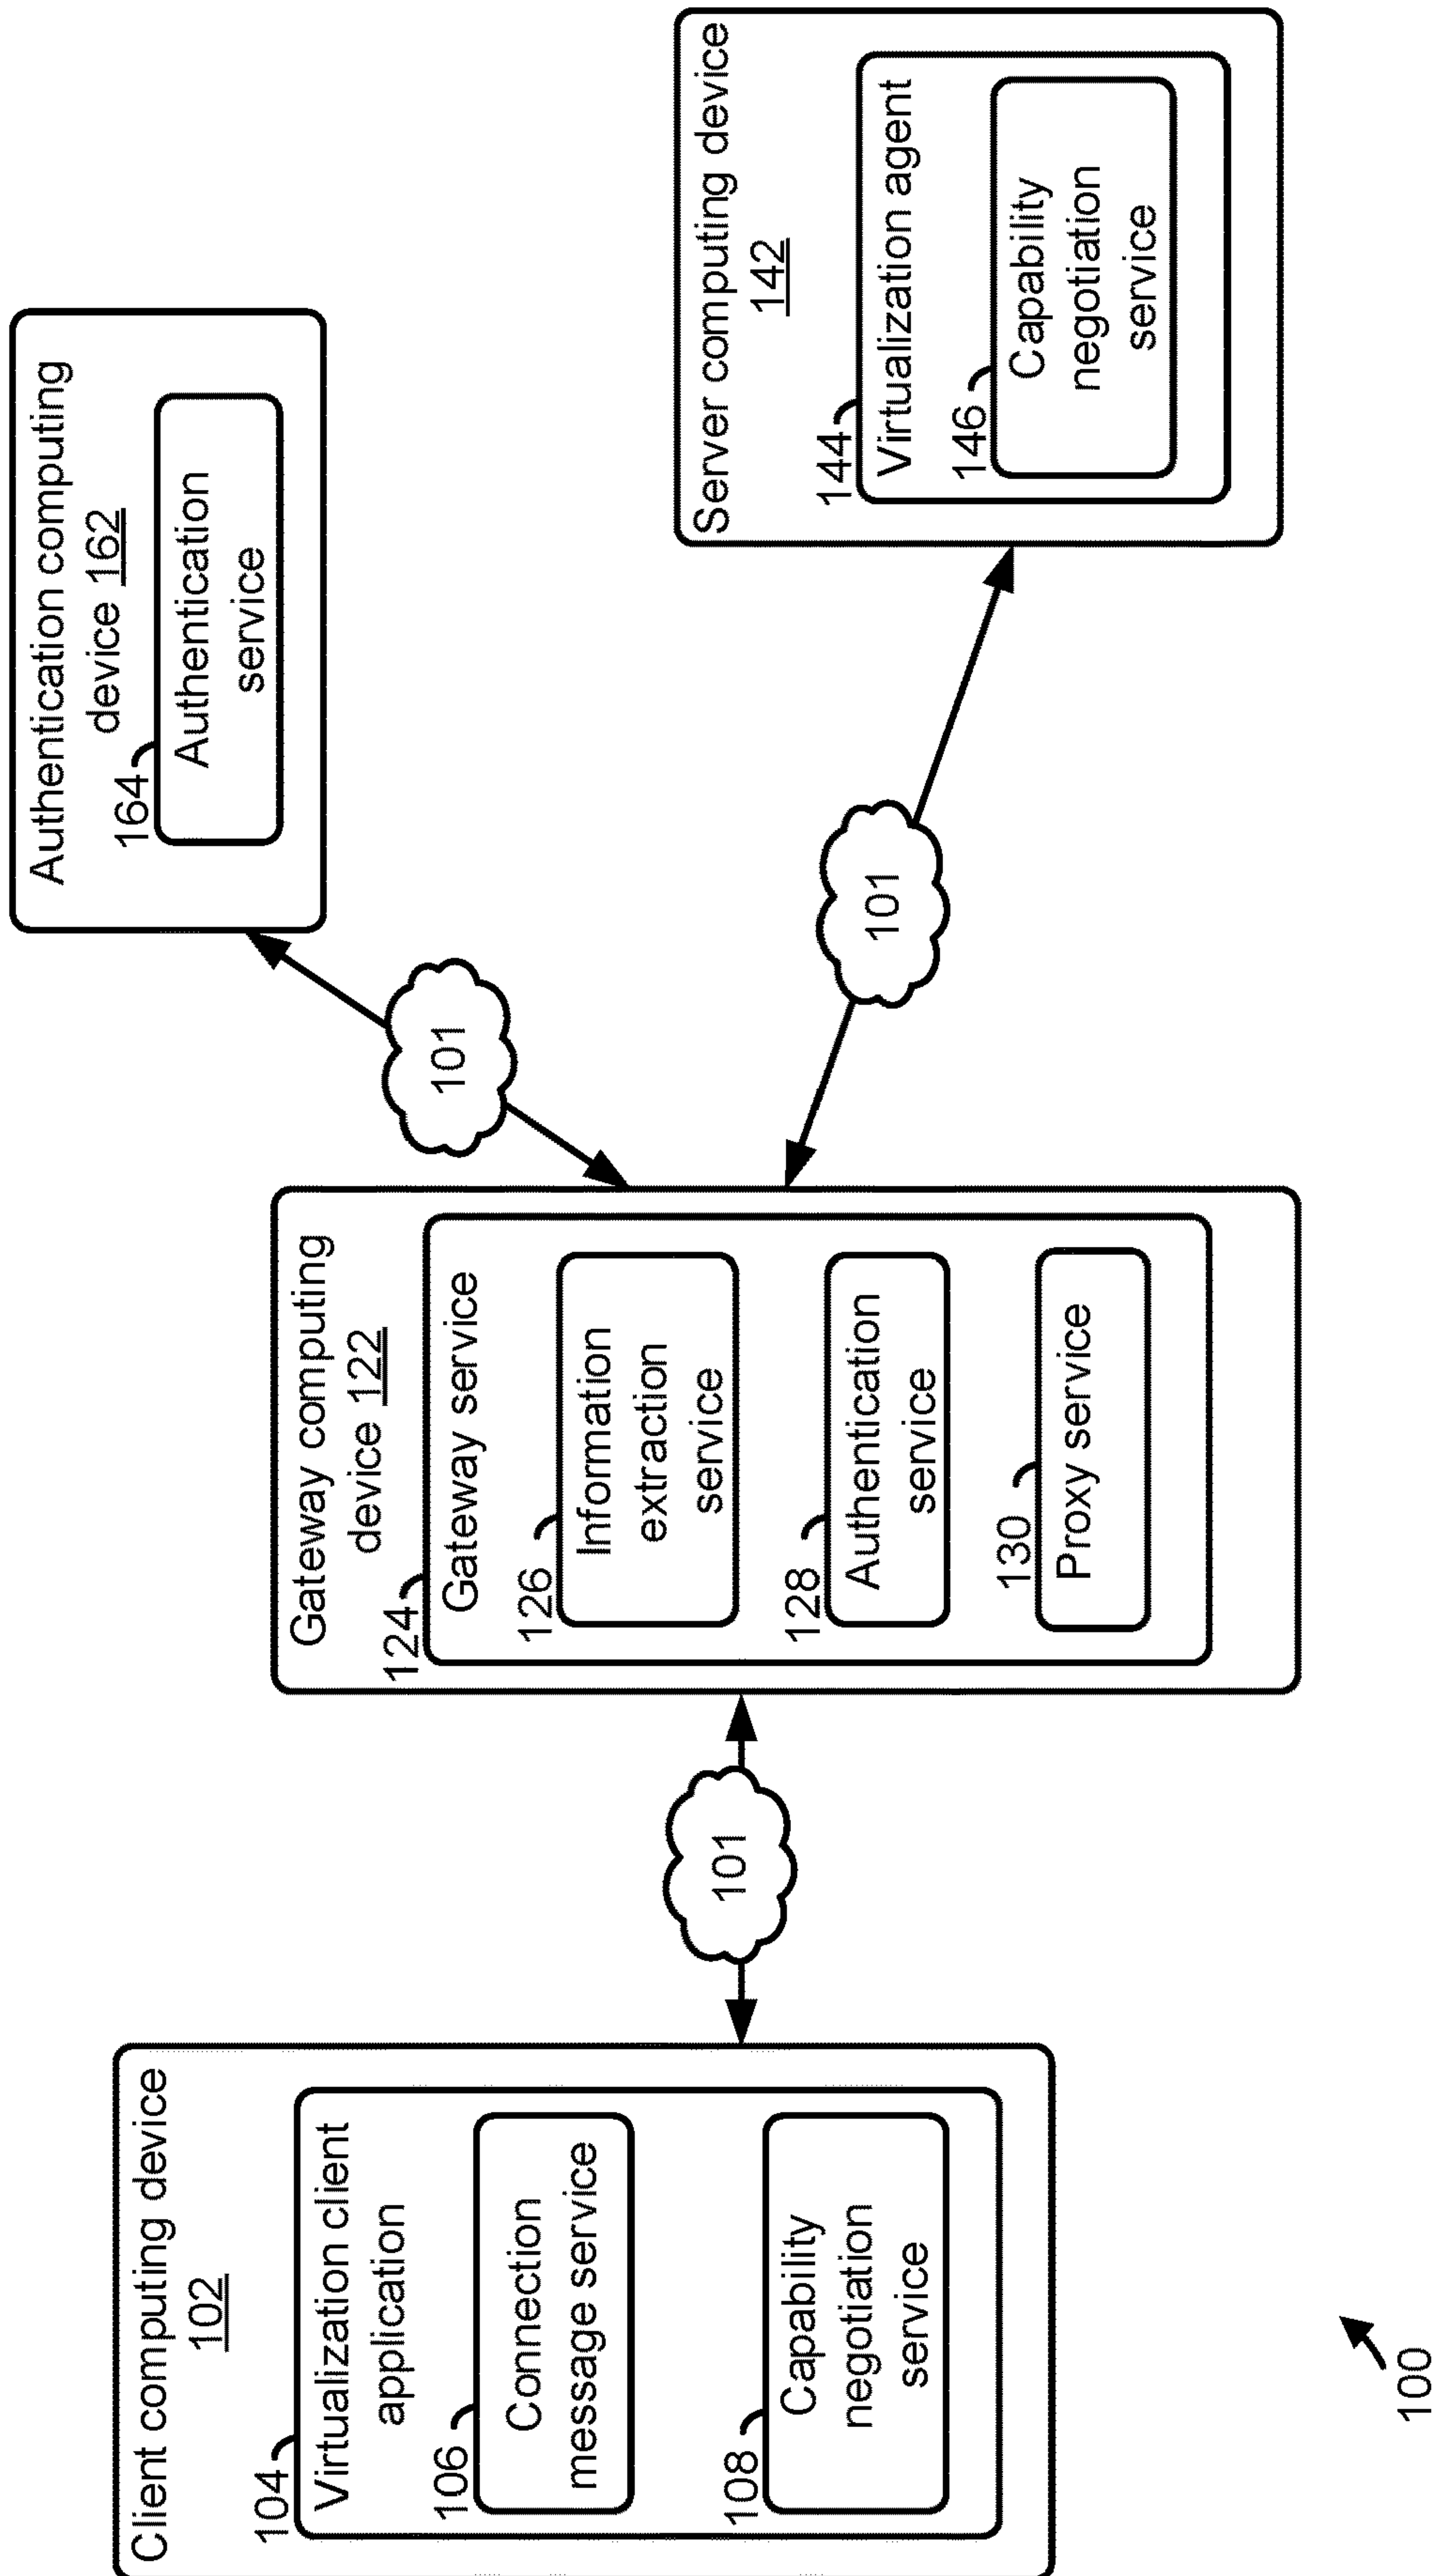 Client computing device
102
104
Virtualization client
application
106
Connection
message service
108
Capability
negotiation
service
101
Gateway computing
device 122
124
Gateway service
126
Information
extraction
service
128
Authentication
service
130
Proxy service
101
101
Authentication computing
device 162
164
Authentication
service
Server computing device
142
144
Virtualization agent
146
Capability
negotiation
service
100